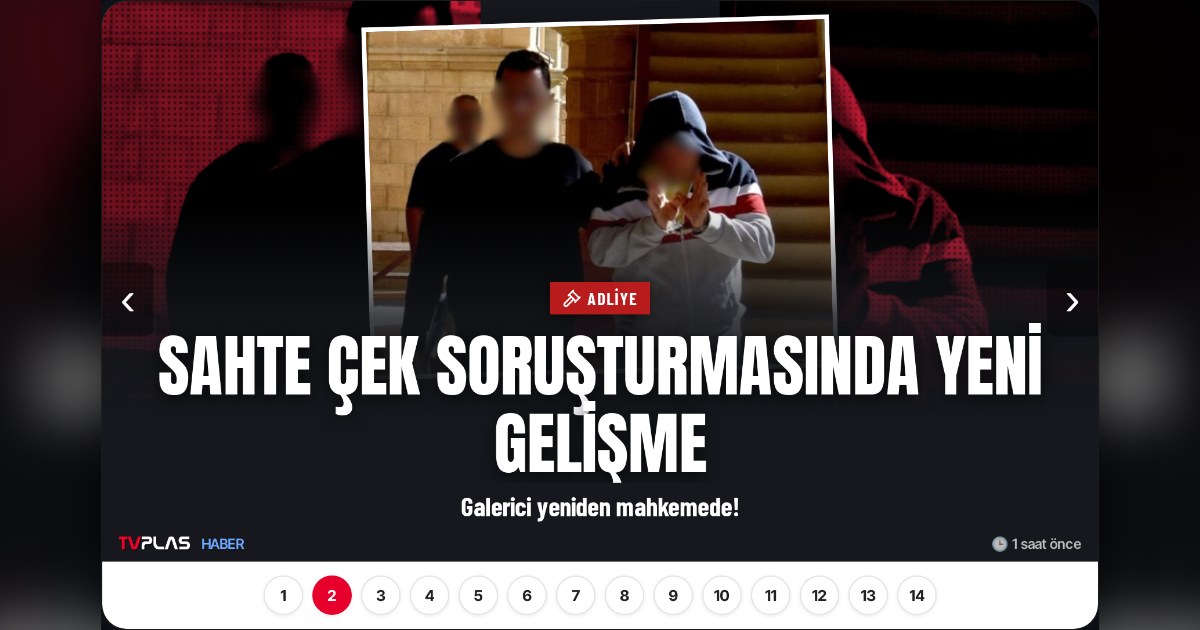 ADLİYE
SAHTE ÇEK SORUŞTURMASINDA YENİ
GELİŞME
Galerici yeniden mahkemede!
TVPLAS HABER
1 saat önce
1 2 3 4 5 6 7 8 9 10 11 12 13 14